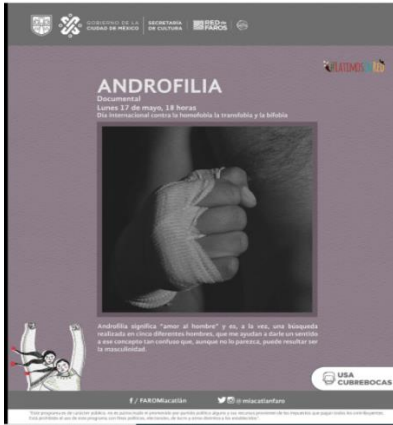 GOBIERNO DE LA
CIUDAD DE MÉXICO
SECRETARÍA
DE CULTURA
RED DE
FAROS
ANDROFILIA
Documental
Lunes 17 de mayo, 18 horas
Día internacional contra la homofobia la transfobia y la bifobia
Androfilia significa "amor al hombre" y es, a la vez, una búsqueda
realizada en cinco diferentes hombres, que me ayudan a darle un sentido
a ese concepto tan confuso que, aunque no lo parezca, puede resultar ser
la masculinidad.
USA
CUBREBOCAS
/ FAROMiacatlán
@ miacatlanfaro